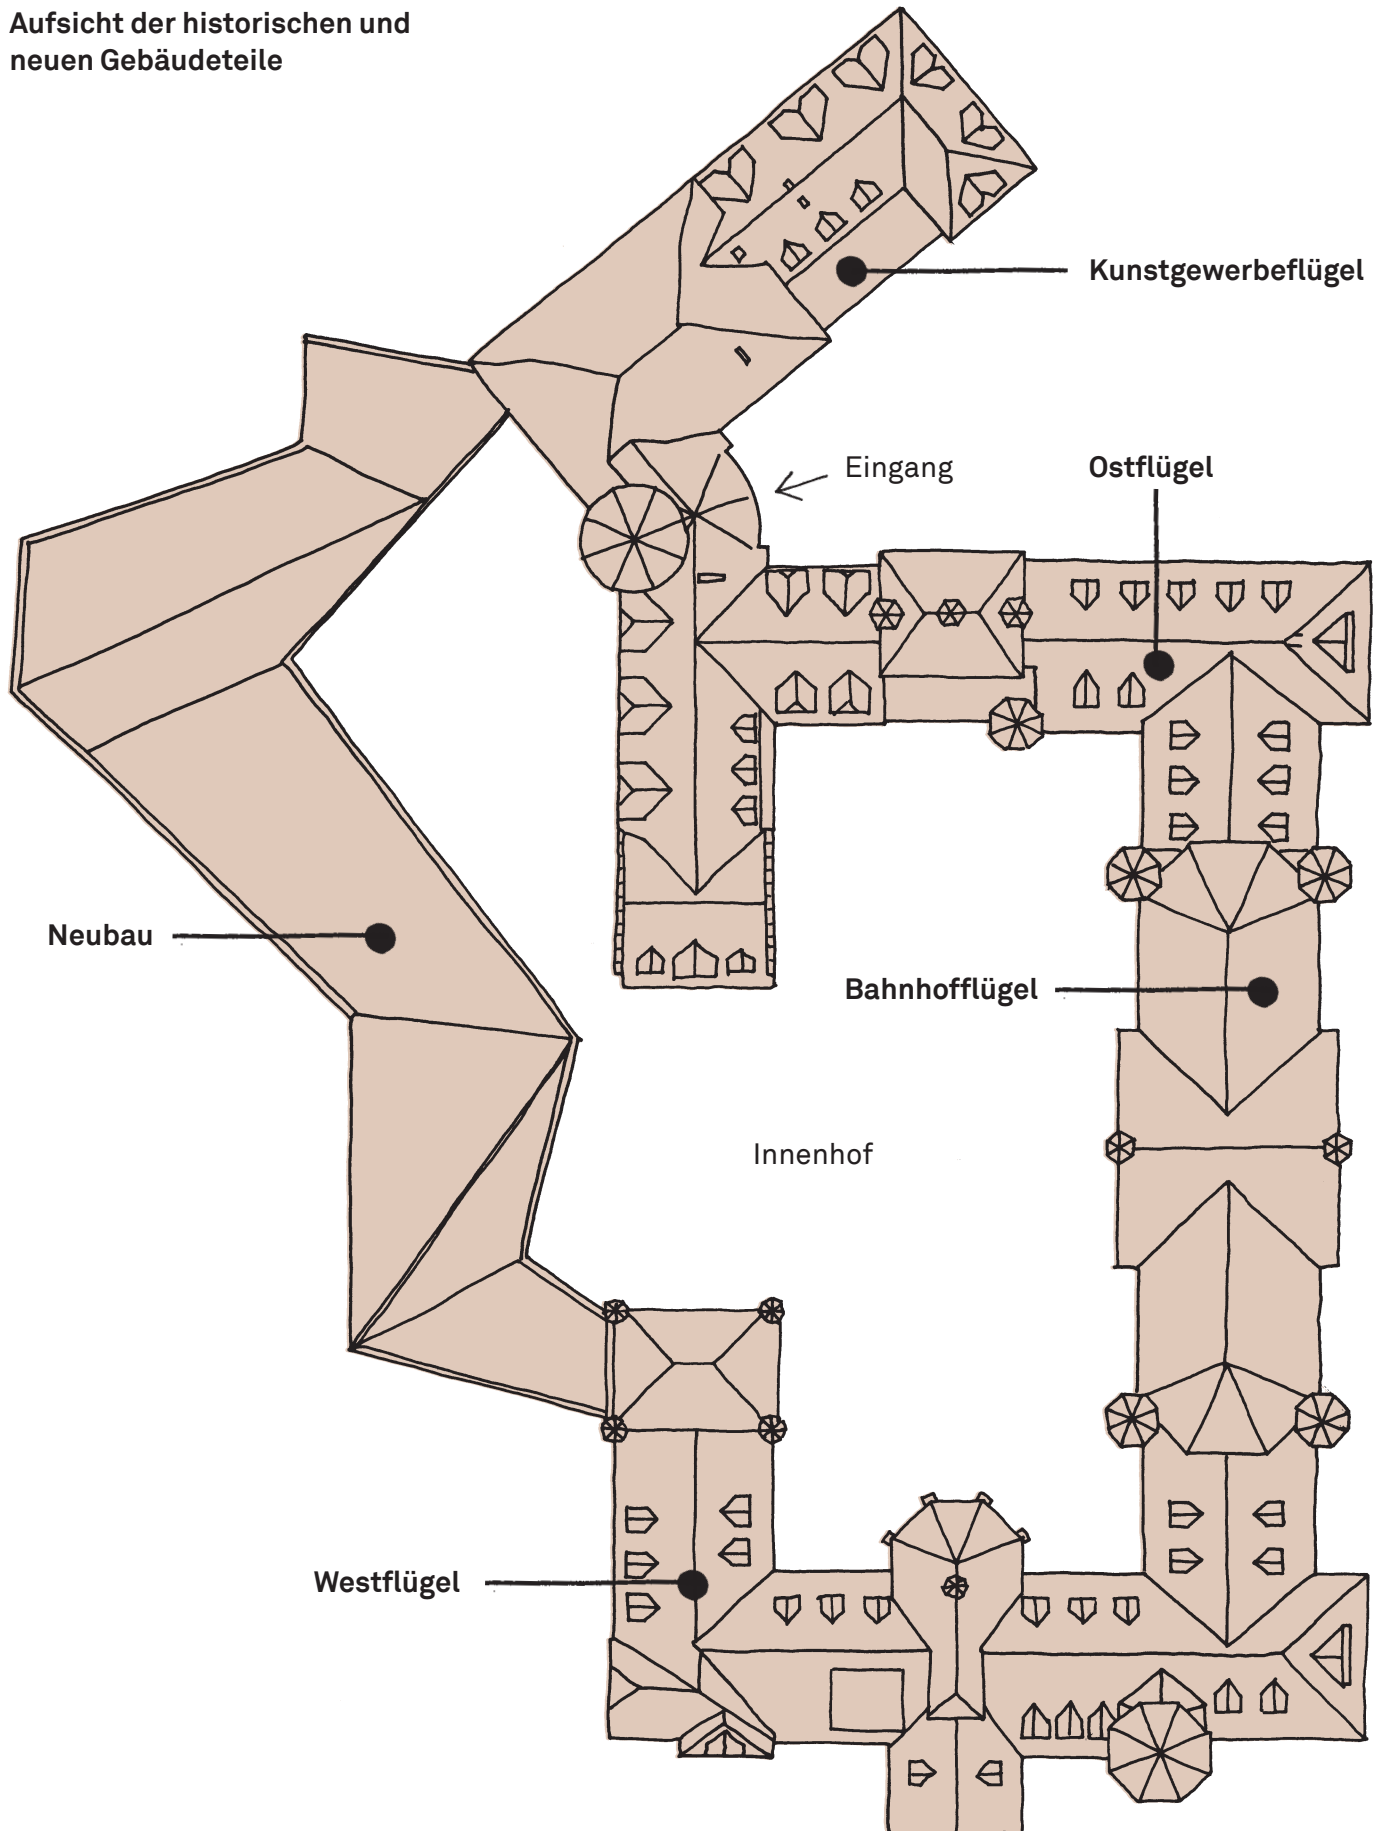 Aufsicht der historischen und
neuen Gebäudeteile
Kunstgewerbeflügel
Eingang
Ostflügel
Neubau
Bahnhofflügel
Innenhof
Westflügel